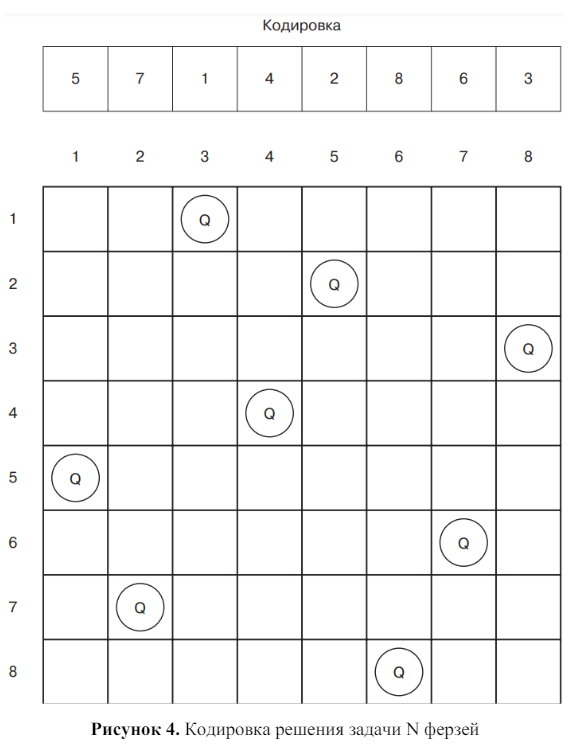 Кодировка
5 7 1 4 2 8 6 3
1 2 3 4 5 6 7 8
1 Q
2 Q
3 Q
4 Q
5 Q
6 Q
7 Q
8 Q
Рисунок 4. Кодировка решения задачи N ферзей